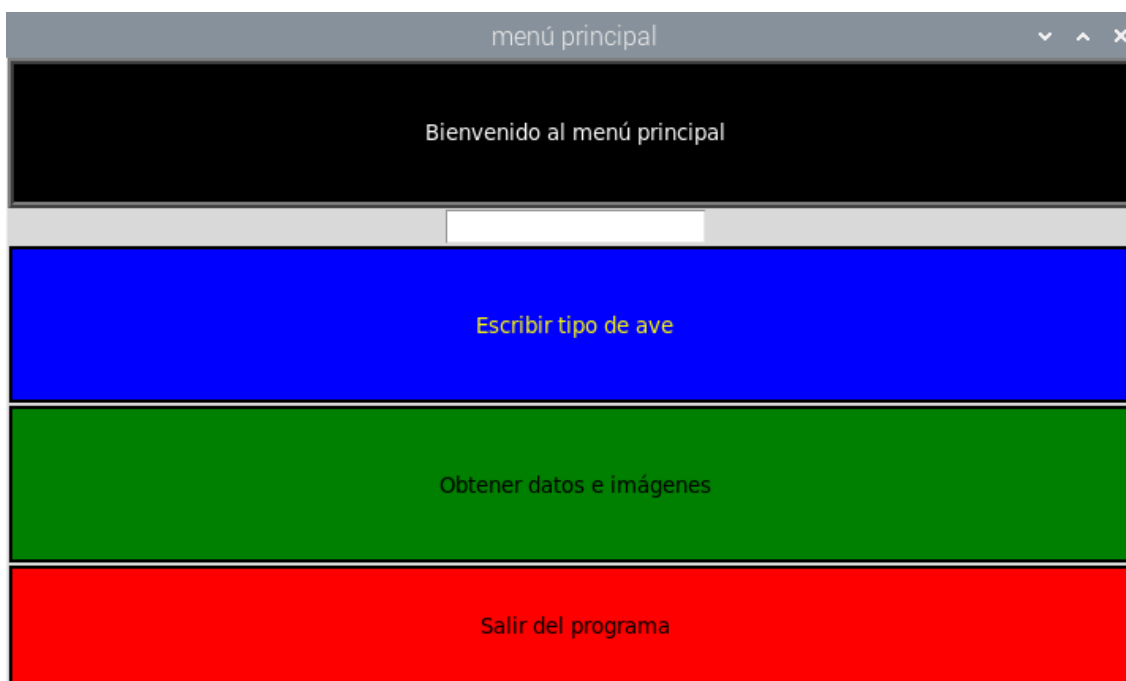 menú principal
Bienvenido al menú principal
Escribir tipo de ave
Obtener datos e imágenes
Salir del programa